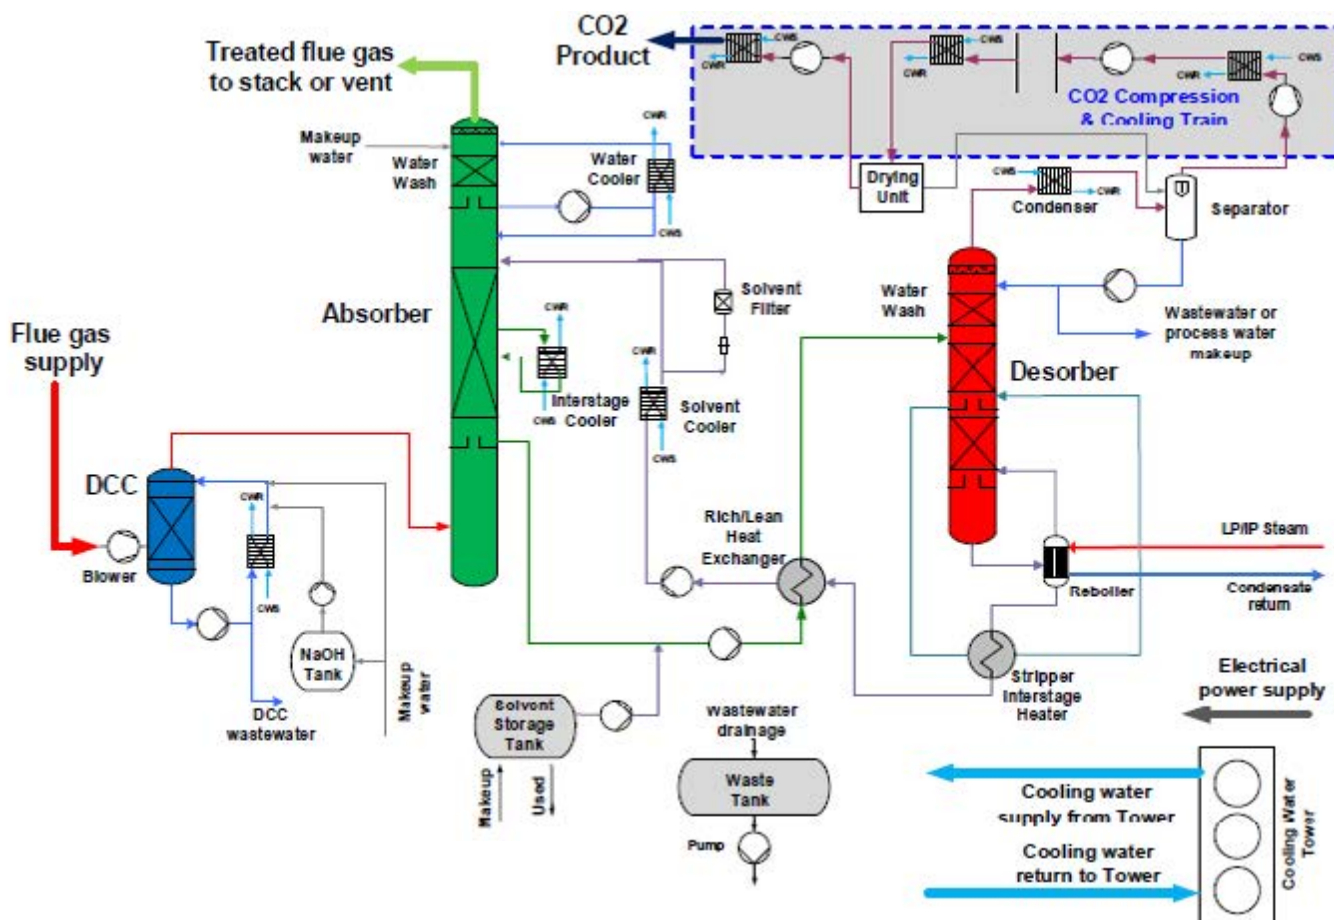 CO2
Product
Treated flue gas
to stack or vent
CWS
CWR
CWS
CWR
CWS
CWR
CO2 Compression
& Cooling Train
Makeup
water
Water
Wash
CWR
Water
Cooler
CWS
Drying
Unit
CWS
CWR
Condenser
Separator
Absorber
Solvent
Filter
Water
Wash
Wastewater or
process water
makeup
Flue gas
supply
CWR
Interstage
Cooler
CWS
CWR
Solvent
Cooler
CWS
Desorber
DCC
CWR
CWS
Blower
Rich/Lean
Heat
Exchanger
LP/IP Steam
Reboiler
Condensate
return
NaOH
Tank
Makeup
water
DCC
wastewater
Stripper
Interstage
Heater
Electrical
power supply
Solvent
Storage
Tank
Makeup
Used
Wastewater
drainage
Waste
Tank
Pump
Cooling water
supply from Tower
Cooling water
return to Tower
Cooling Water
Tower